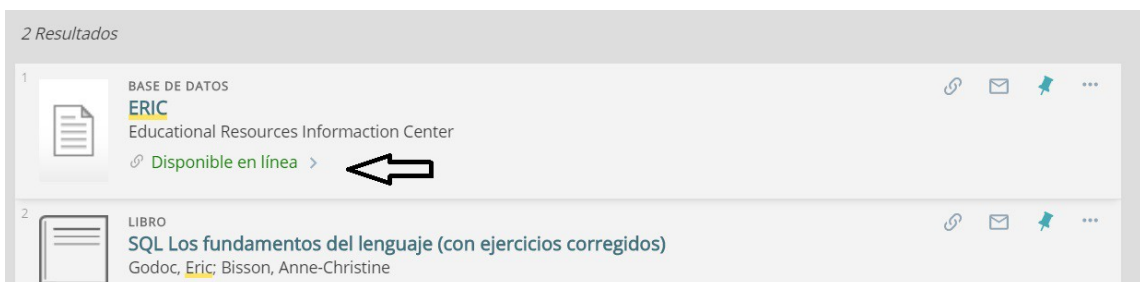 2 Resultados
1
BASE DE DATOS
ERIC
Educational Resources Informaction Center
Disponible en línea >
2
LIBRO
SQL Los fundamentos del lenguaje (con ejercicios corregidos)
Godoc, Eric; Bisson, Anne-Christine